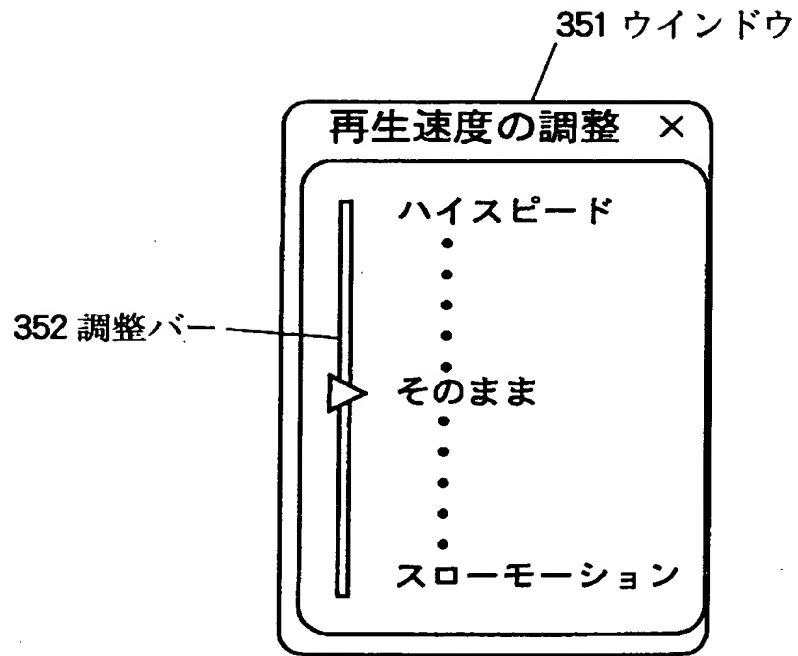 351 ウインドウ
再生速度の調整 ×
ハイスピード
352 調整バー
そのまま
スローモーション